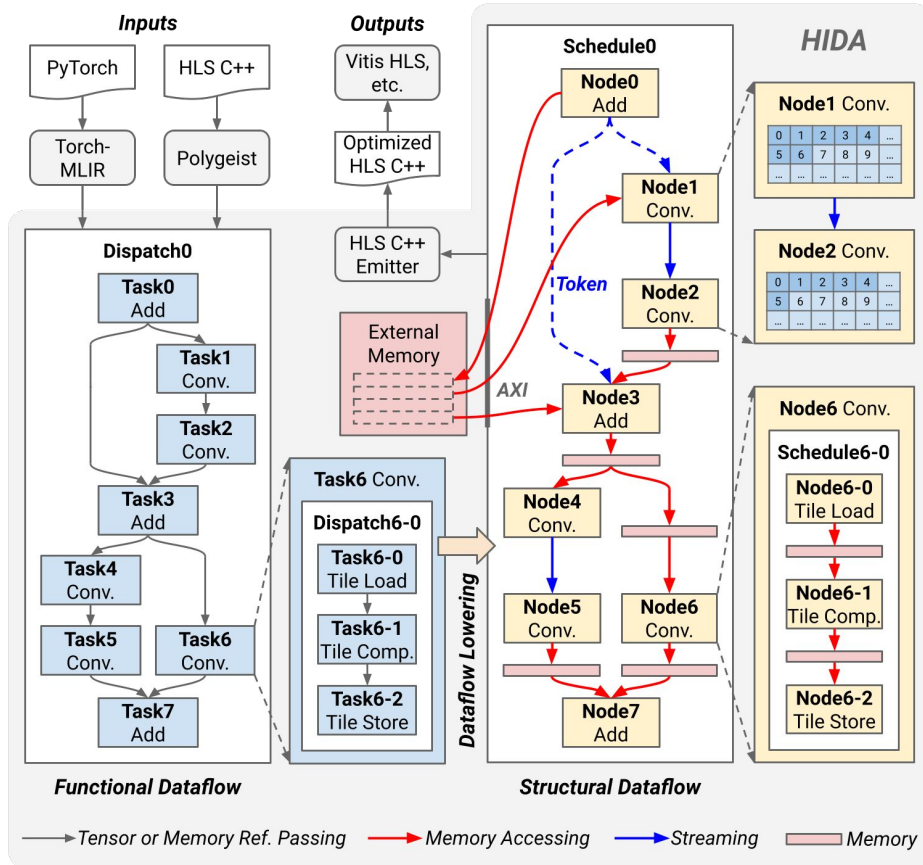 Inputs
Outputs
HIDA
PyTorch
HLS C++
Torch-
MLIR
Polygeist
Vitis HLS,
etc.
Optimized
HLS C++
HLS C++
Emitter
Dispatch0
Task0
Add
Task1
Conv.
Task2
Conv.
Task3
Add
Task4
Conv.
Task5
Conv.
Task6
Conv.
Task7
Add
Functional Dataflow
External
Memory
AXI
Task6 Conv.
Dispatch6-0
Task6-0
Tile Load
Task6-1
Tile Comp.
Task6-2
Tile Store
Dataflow Lowering
Schedule0
Node0
Add
Node1
Conv.
Token
Node2
Conv.
Node3
Add
Node4
Conv.
Node5
Conv.
Node6
Conv.
Node7
Add
Structural Dataflow
Node1 Conv.
0 1 2 3 4 ...
5 6 7 8 9 ...
... ... ... ... ... ...
Node2 Conv.
0 1 2 3 4 ...
5 6 7 8 9 ...
... ... ... ... ... ...
Node6 Conv.
Schedule6-0
Node6-0
Tile Load
Node6-1
Tile Comp.
Node6-2
Tile Store
Tensor or Memory Ref. Passing
Memory Accessing
Streaming
Memory